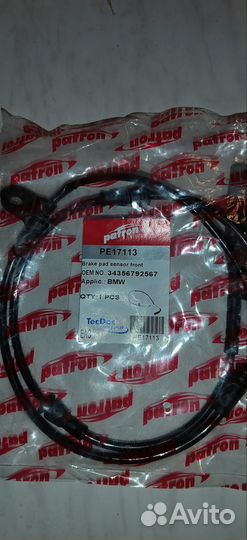 patron
patron
patron
patron
PE17113
Brake pad sensor front
OEM NO. 34356792567
Applic.: BMW
QTY: 1 PCS
TecDoc
PE17113
patron
patron
patron
Avito